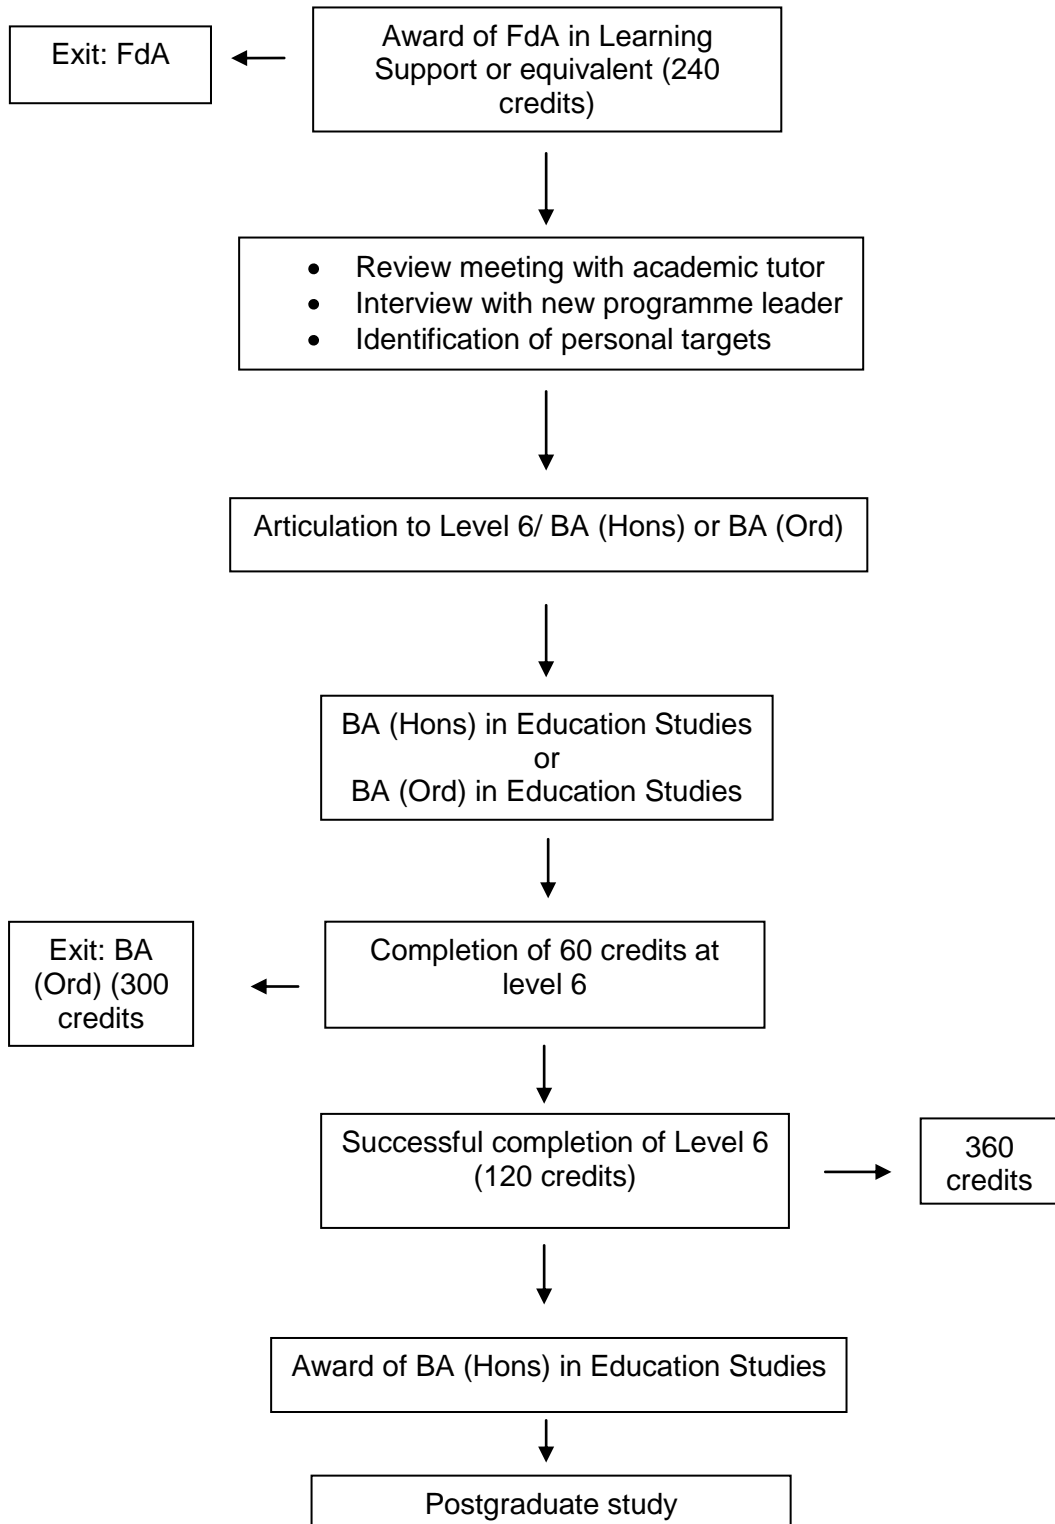 Exit: FdA
Award of FdA in Learning
Support or equivalent (240
credits)
• Review meeting with academic tutor
• Interview with new programme leader
• Identification of personal targets
Articulation to Level 6/ BA (Hons) or BA (Ord)
BA (Hons) in Education Studies
or
BA (Ord) in Education Studies
Exit: BA
(Ord) (300
credits
Completion of 60 credits at
level 6
Successful completion of Level 6
(120 credits)
360
credits
Award of BA (Hons) in Education Studies
Postgraduate study